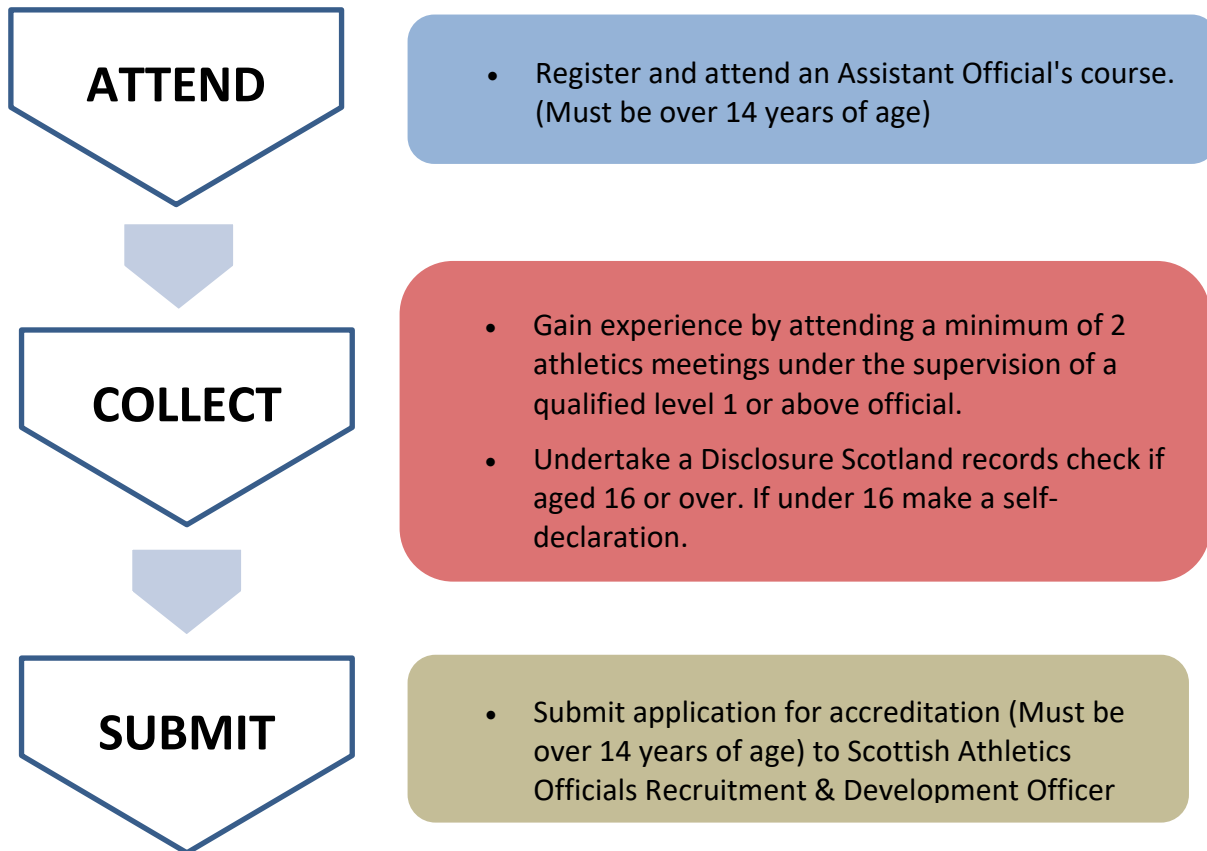 ATTEND
• Register and attend an Assistant Official's course.
(Must be over 14 years of age)
COLLECT
• Gain experience by attending a minimum of 2
athletics meetings under the supervision of a
qualified level 1 or above official.
• Undertake a Disclosure Scotland records check if
aged 16 or over. If under 16 make a self-
declaration.
SUBMIT
• Submit application for accreditation (Must be
over 14 years of age) to Scottish Athletics
Officials Recruitment & Development Officer